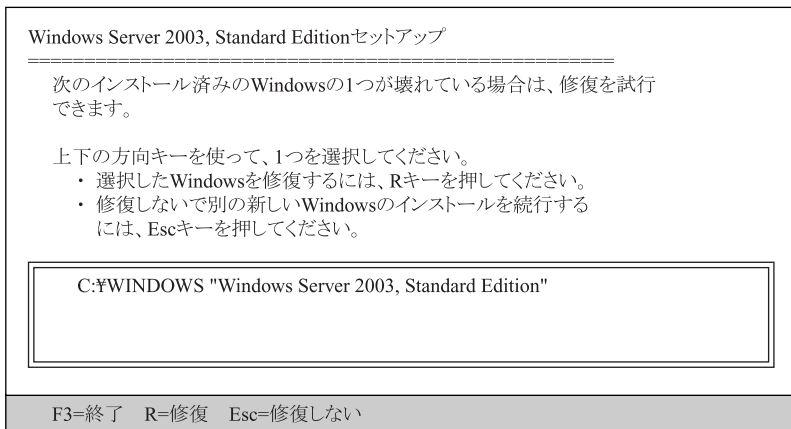 Windows Server 2003, Standard Editionセットアップ
=====================================================
次のインストール済みのWindowsの1つが壊れている場合は、修復を試行
できます。
上下の方向キーを使って、1つを選択してください。
・ 選択したWindowsを修復するには、Rキーを押してください。
・ 修復しないで別の新しいWindowsのインストールを続行する
には、Escキーを押してください。
C:¥WINDOWS "Windows Server 2003, Standard Edition"
F3=終了　R=修復　Esc=修復しない